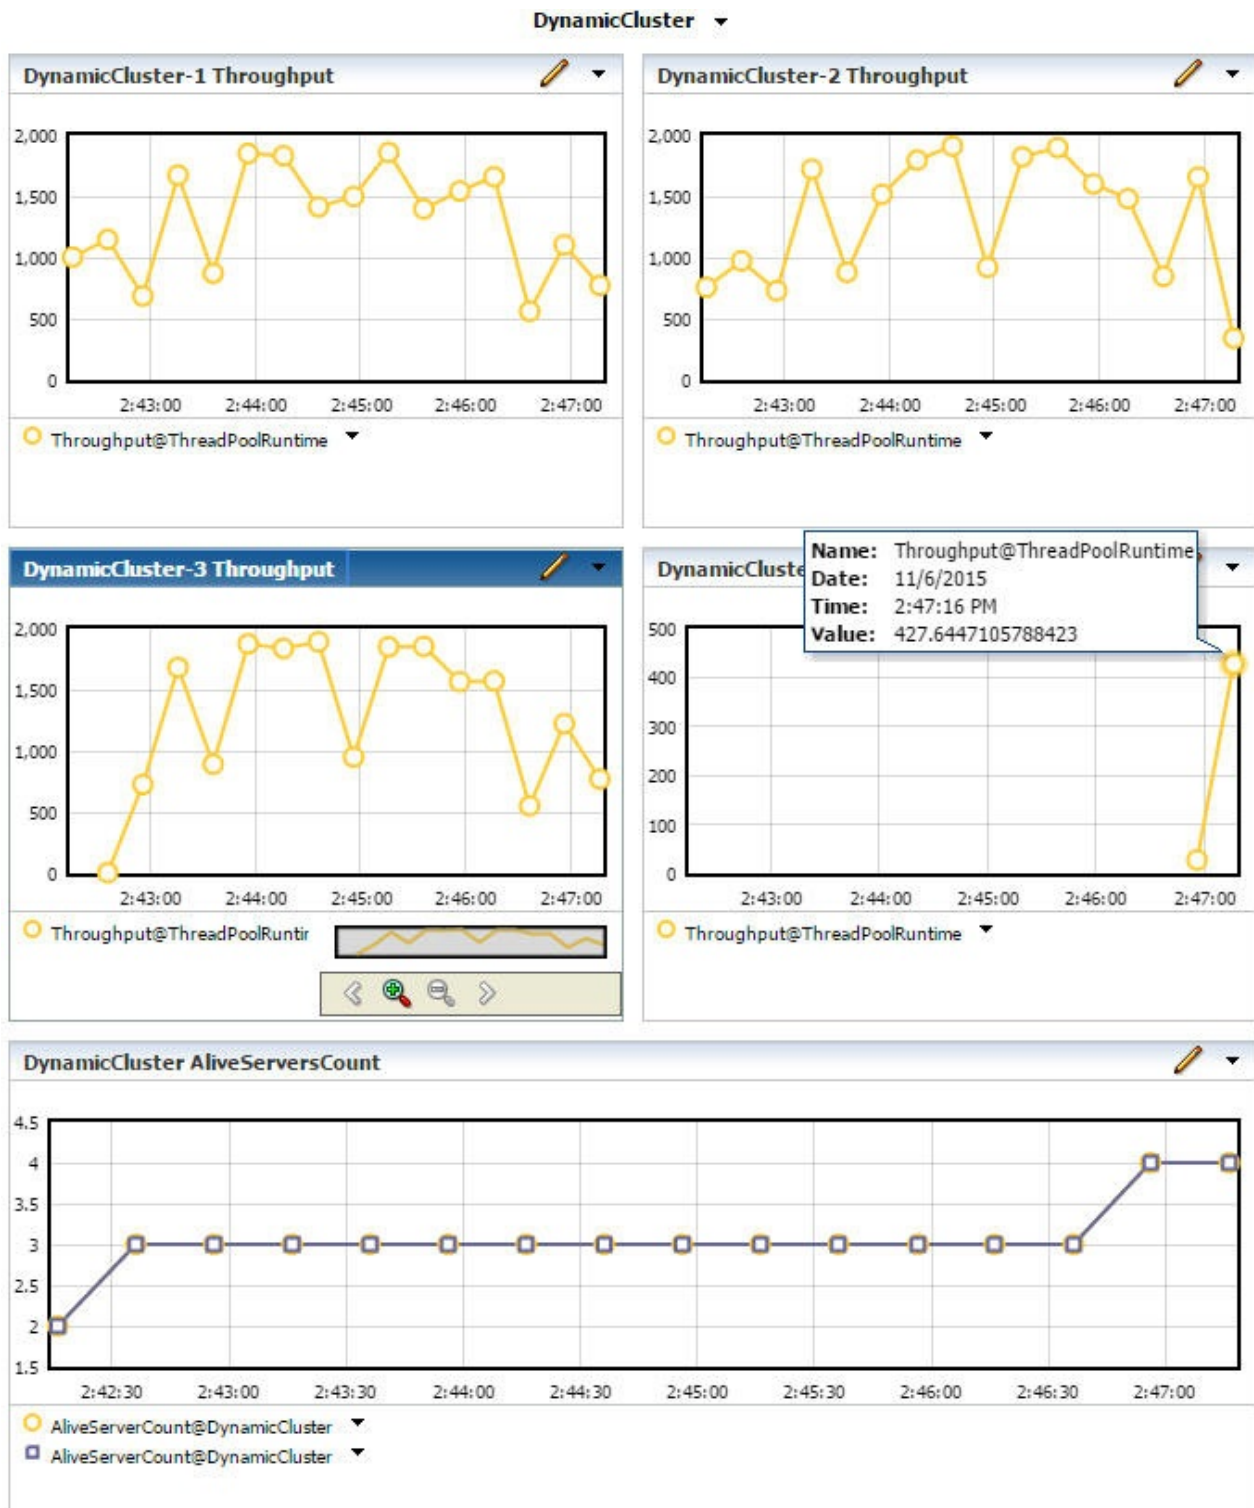 DynamicCluster
DynamicCluster-1 Throughput
2,000
1,500
1,000
500
0
2:43:00 2:44:00 2:45:00 2:46:00 2:47:00
Throughput@ThreadPoolRuntime
DynamicCluster-2 Throughput
2,000
1,500
1,000
500
0
2:43:00 2:44:00 2:45:00 2:46:00 2:47:00
Throughput@ThreadPoolRuntime
DynamicCluster-3 Throughput
2,000
1,500
1,000
500
0
2:43:00 2:44:00 2:45:00 2:46:00 2:47:00
Throughput@ThreadPoolRuntir
DynamicCluste
Name: Throughput@ThreadPoolRuntime
Date: 11/6/2015
Time: 2:47:16 PM
Value: 427.6447105788423
500
400
300
200
100
0
2:43:00 2:44:00 2:45:00 2:46:00 2:47:00
Throughput@ThreadPoolRuntime
DynamicCluster AliveServersCount
4.5
4
3.5
3
2.5
2
1.5
2:42:30 2:43:00 2:43:30 2:44:00 2:44:30 2:45:00 2:45:30 2:46:00 2:46:30 2:47:00
AliveServerCount@DynamicCluster
AliveServerCount@DynamicCluster